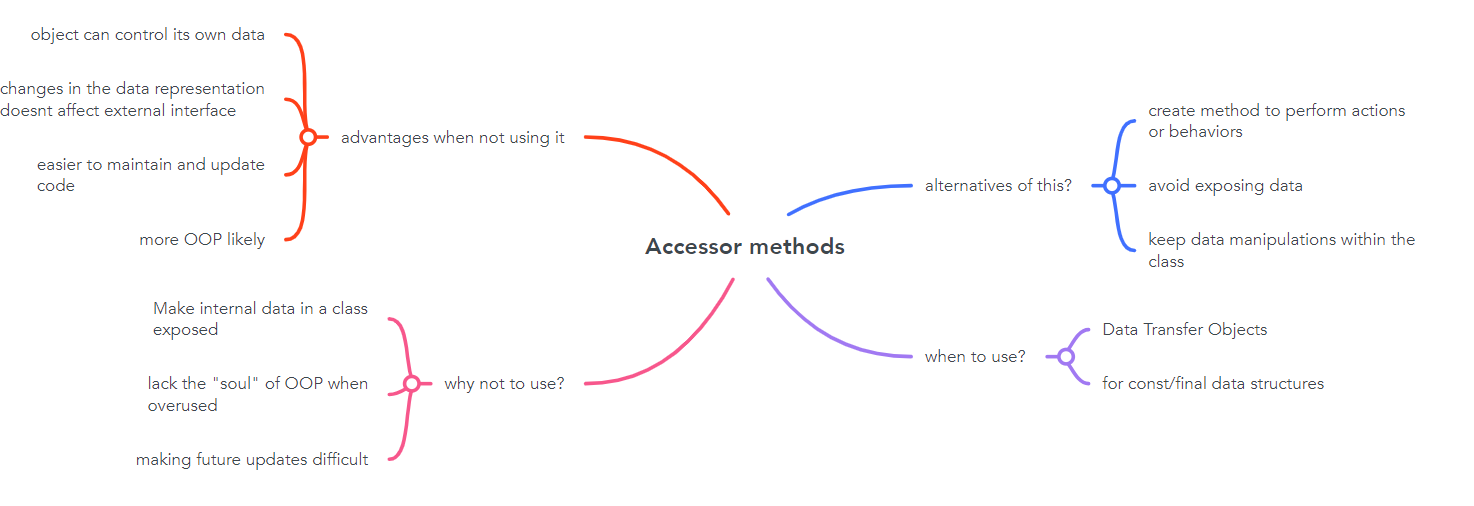 object can control its own data
changes in the data representation
doesnt affect external interface
easier to maintain and update
code
more OOP likely
advantages when not using it
Accessor methods
alternatives of this?
create method to perform actions
or behaviors
avoid exposing data
keep data manipulations within the
class
Make internal data in a class
exposed
lack the "soul" of OOP when
overused
making future updates difficult
why not to use?
when to use?
Data Transfer Objects
for const/final data structures